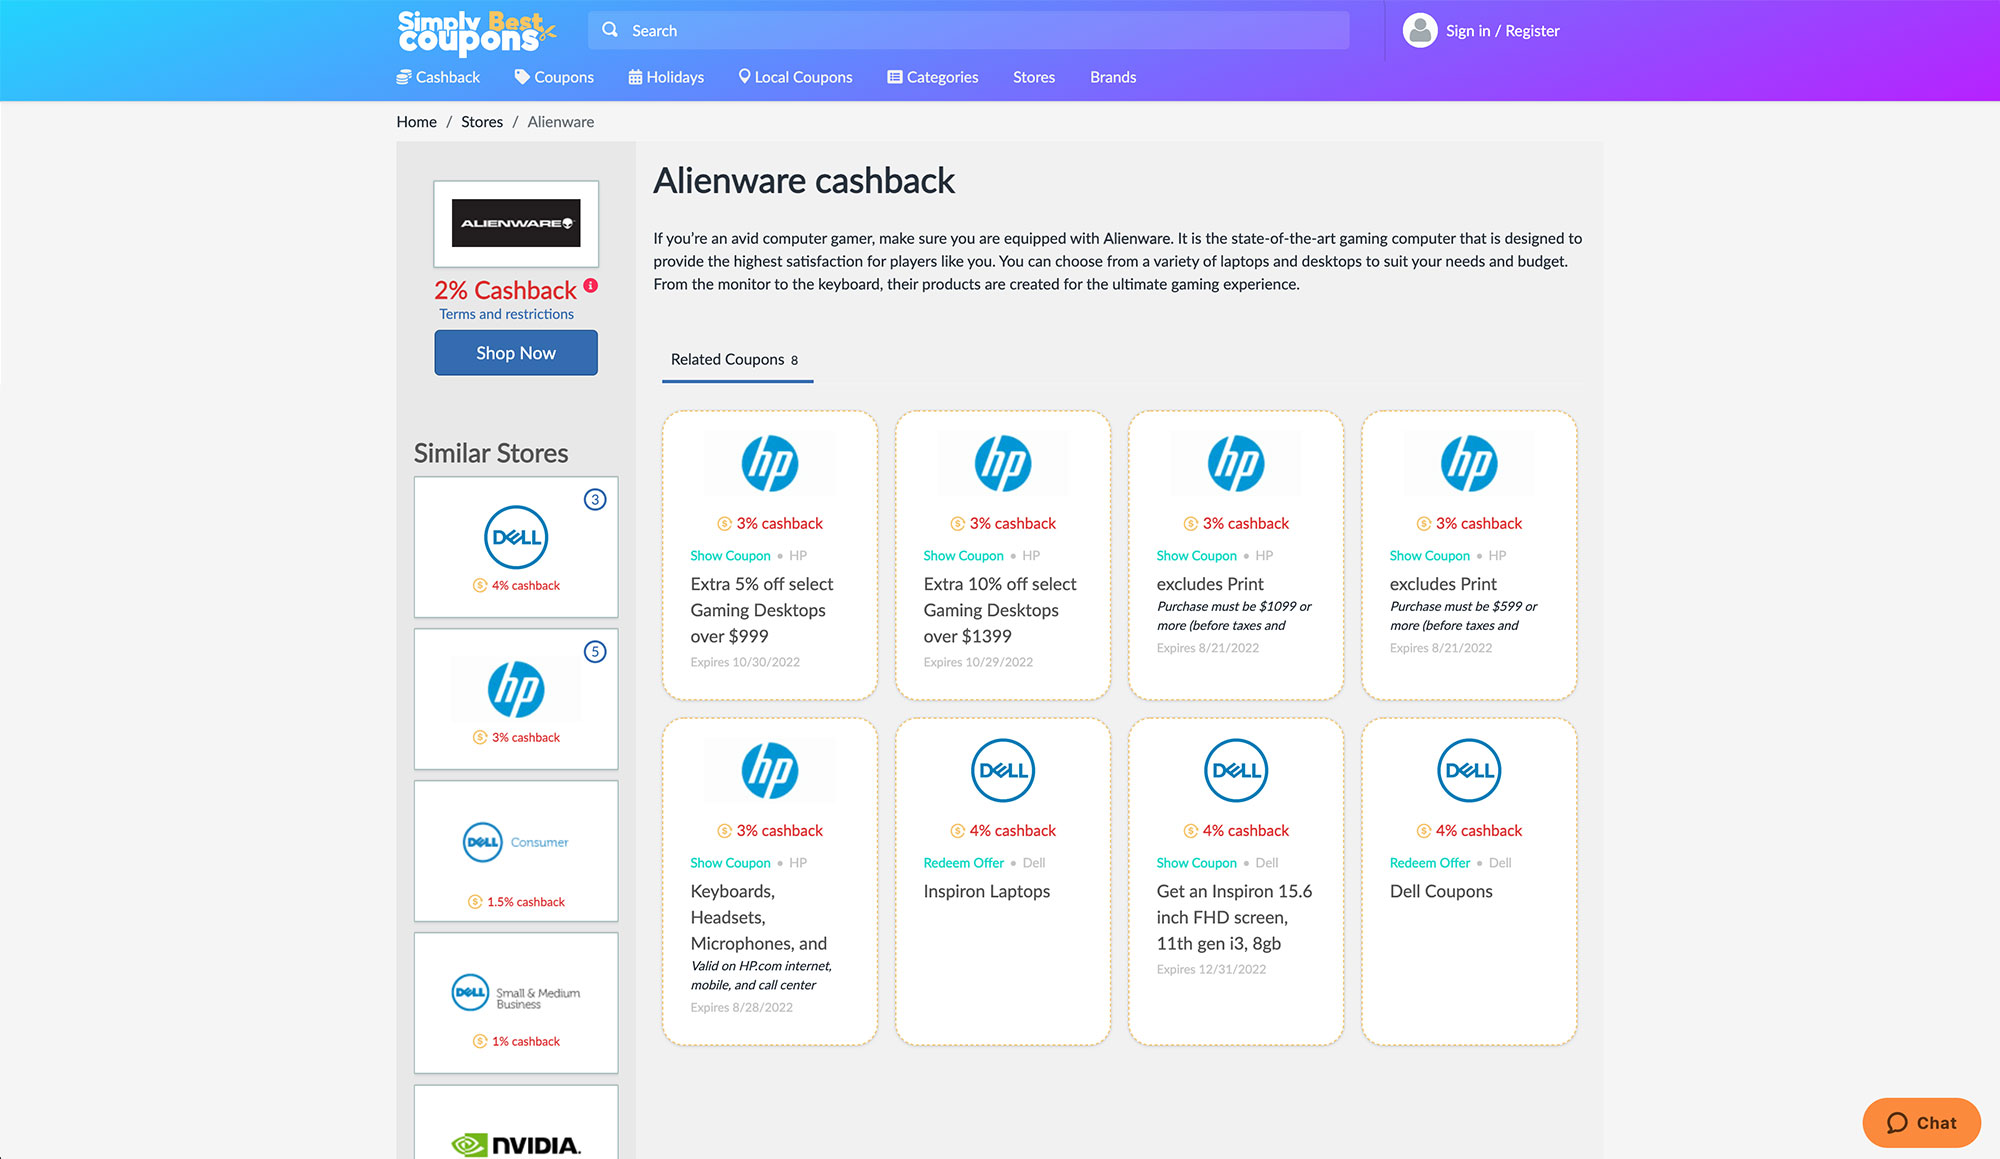 Simply Best
coupons
Search
Sign in / Register
Cashback
Coupons
Holidays
Local Coupons
Categories
Stores
Brands
Home / Stores / Alienware
ALIENWARE
2% Cashback
Terms and restrictions
Shop Now
Similar Stores
3
DELL
4% cashback
5
hp
3% cashback
DELL Consumer
1.5% cashback
DELL Small & Medium
Business
1% cashback
NVIDIA.
Alienware cashback
If you're an avid computer gamer, make sure you are equipped with Alienware. It is the state-of-the-art gaming computer that is designed to
provide the highest satisfaction for players like you. You can choose from a variety of laptops and desktops to suit your needs and budget.
From the monitor to the keyboard, their products are created for the ultimate gaming experience.
Related Coupons 8
hp
3% cashback
Show Coupon • HP
Extra 5% off select
Gaming Desktops
over $999
Expires 10/30/2022
hp
3% cashback
Show Coupon • HP
Extra 10% off select
Gaming Desktops
over $1399
Expires 10/29/2022
hp
3% cashback
Show Coupon • HP
excludes Print
Purchase must be $1099 or
more (before taxes and
Expires 8/21/2022
hp
3% cashback
Show Coupon • HP
excludes Print
Purchase must be $599 or
more (before taxes and
Expires 8/21/2022
hp
3% cashback
Show Coupon • HP
Keyboards,
Headsets,
Microphones, and
Valid on HP.com internet,
mobile, and call center
Expires 8/28/2022
DELL
4% cashback
Redeem Offer • Dell
Inspiron Laptops
DELL
4% cashback
Show Coupon • Dell
Get an Inspiron 15.6
inch FHD screen,
11th gen i3, 8gb
Expires 12/31/2022
DELL
4% cashback
Redeem Offer • Dell
Dell Coupons
Chat